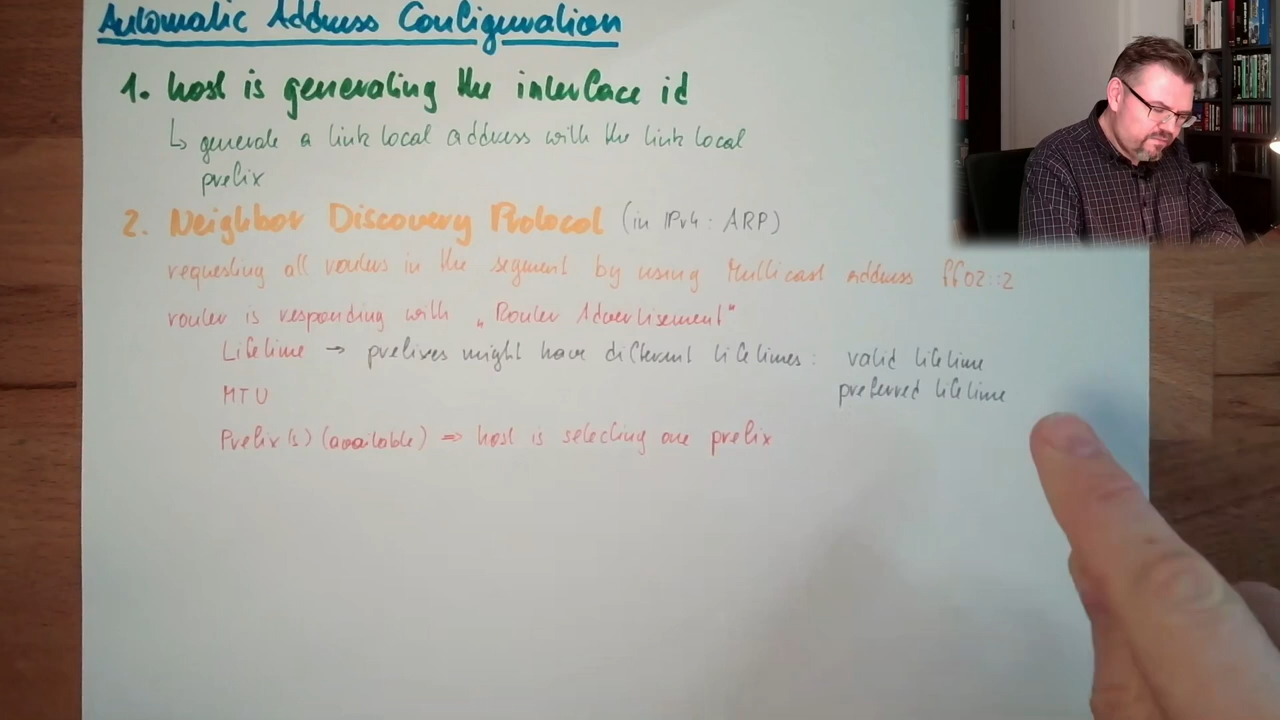 Automatic Address Configuration
1. host is generating the interface id
↳ generate a link local address with the link local
prefix
2. Neighbor Discovery Protocol (in IPv4: ARP)
requesting all routers in the segment by using Multicast address ff02::2
router is responding with „Router Advertisement"
Lifetime → prefixes might have different lifetimes: valid lifetime
preferred lifetime
MTU
Prefix(s) (available) ⇒ host is selecting one prefix